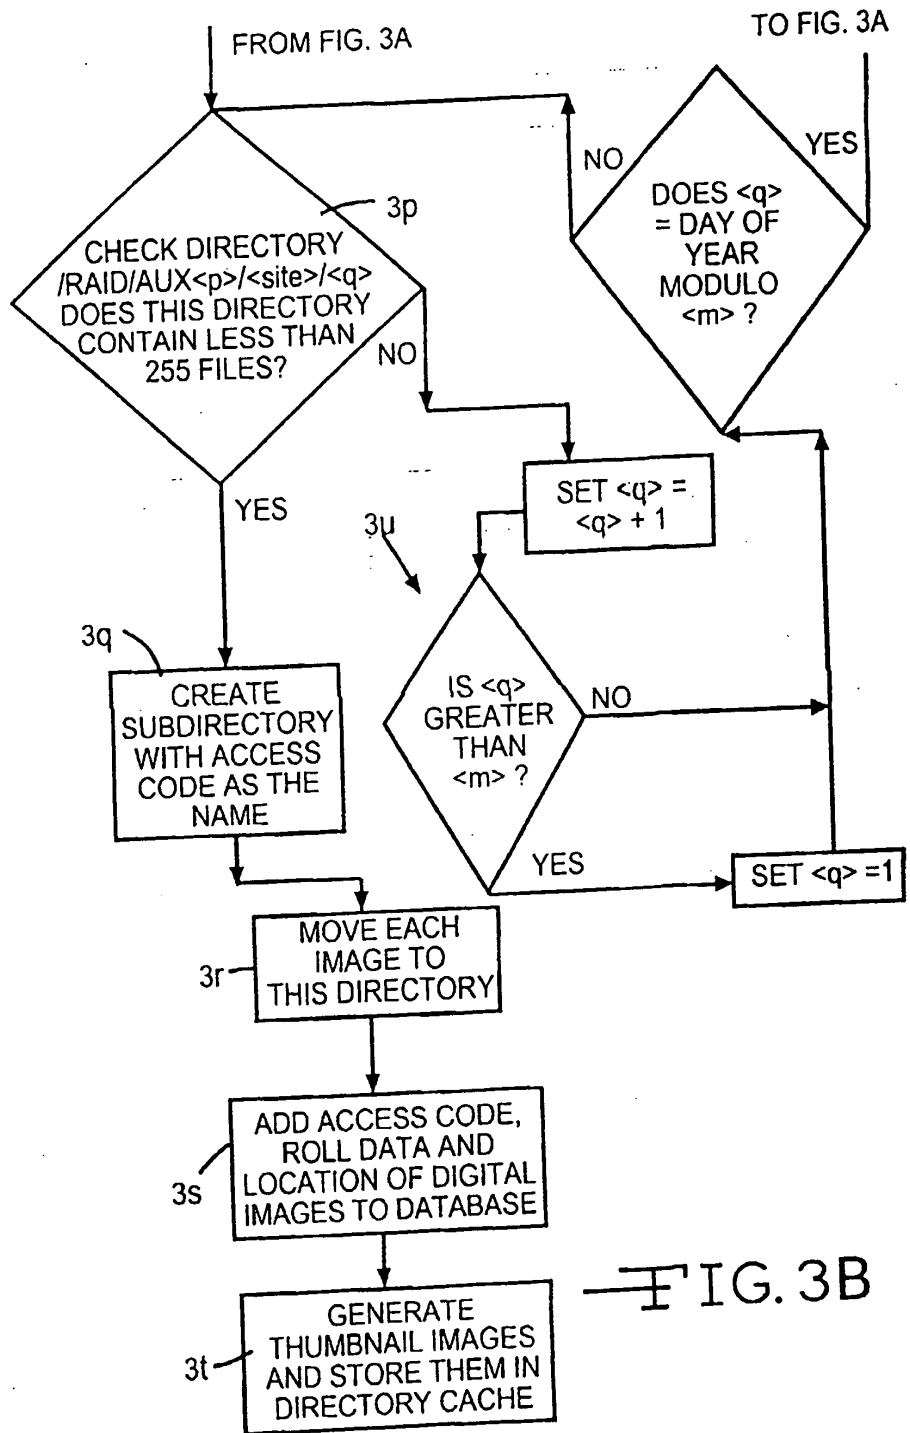 FROM FIG. 3A
TO FIG. 3A
NO
YES
DOES <q>
= DAY OF
YEAR
MODULO
<m> ?
3p
CHECK DIRECTORY
/RAID/AUX<p>/<site>/<q>
DOES THIS DIRECTORY
CONTAIN LESS THAN
255 FILES?
NO
YES
SET <q> =
<q> + 1
3u
IS <q>
GREATER
THAN
<m> ?
NO
YES
SET <q> =1
3q
CREATE
SUBDIRECTORY
WITH ACCESS
CODE AS THE
NAME
3r
MOVE EACH
IMAGE TO
THIS DIRECTORY
3s
ADD ACCESS CODE,
ROLL DATA AND
LOCATION OF DIGITAL
IMAGES TO DATABASE
3t
GENERATE
THUMBNAIL IMAGES
AND STORE THEM IN
DIRECTORY CACHE
FIG. 3B